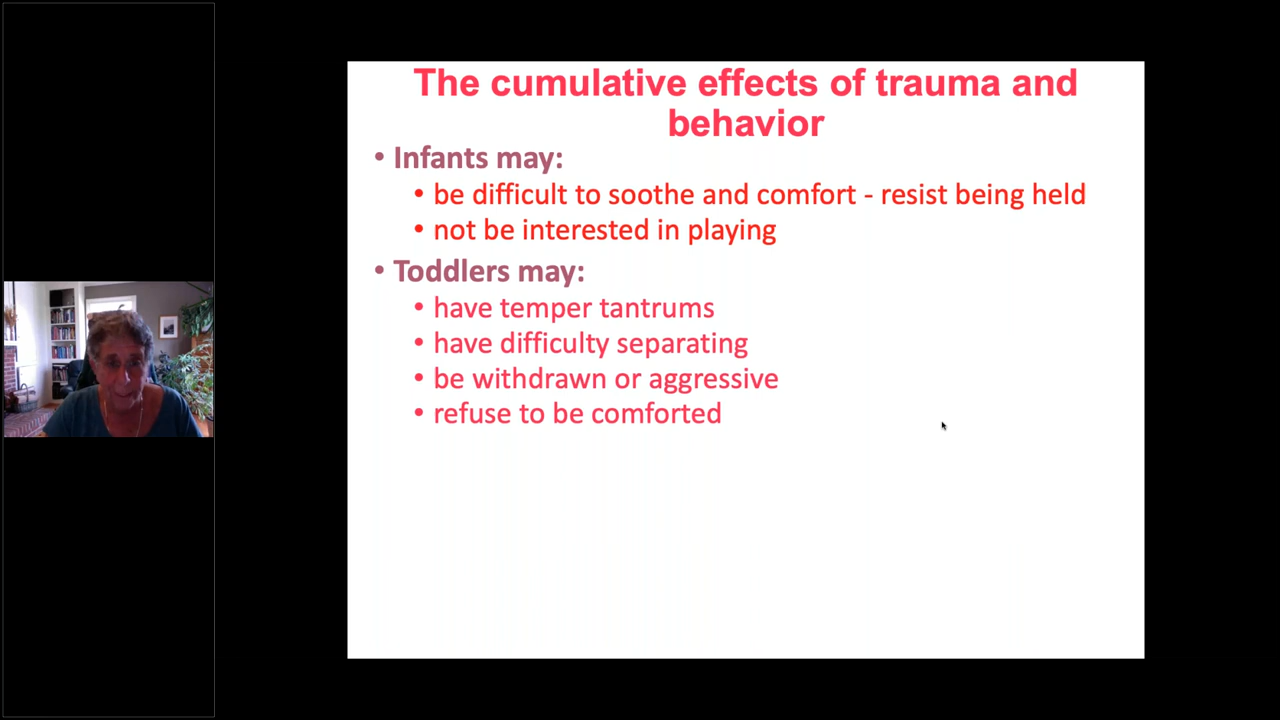 The cumulative effects of trauma and
behavior
• Infants may:
• be difficult to soothe and comfort - resist being held
• not be interested in playing
• Toddlers may:
• have temper tantrums
• have difficulty separating
• be withdrawn or aggressive
• refuse to be comforted